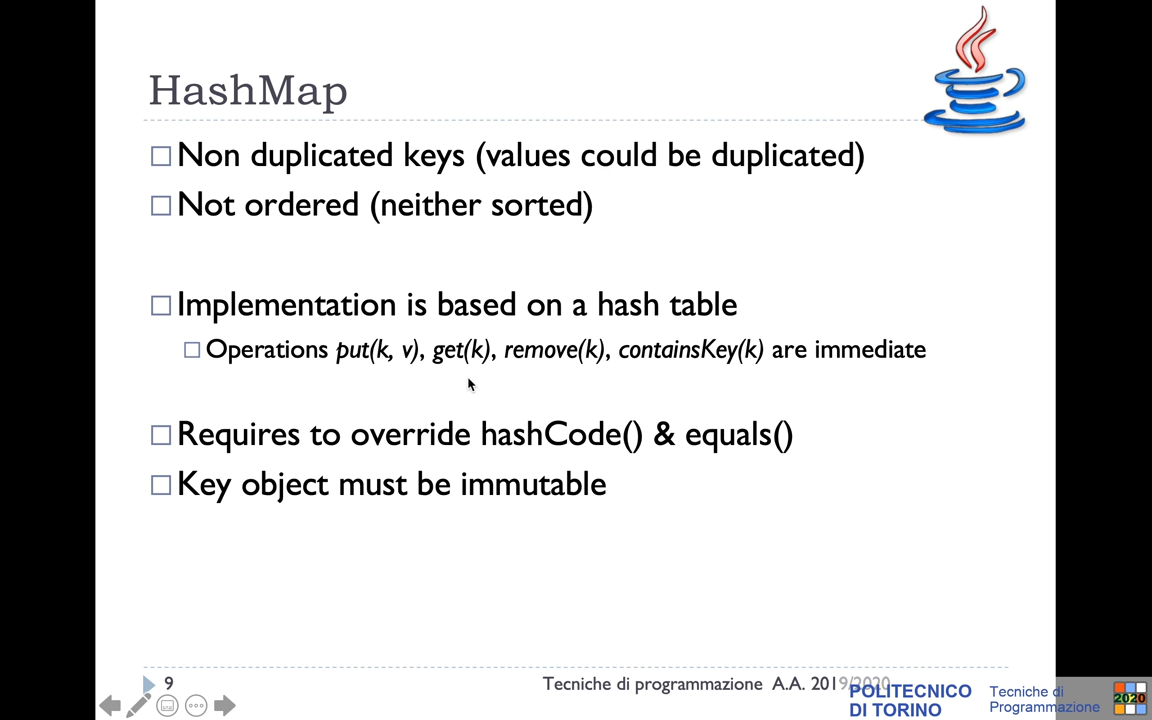 HashMap
Non duplicated keys (values could be duplicated)
Not ordered (neither sorted)
Implementation is based on a hash table
Operations put(k, v), get(k), remove(k), containsKey(k) are immediate
Requires to override hashCode() & equals()
Key object must be immutable
9
Tecniche di programmazione A.A. 2019/2020
POLITECNICO
DI TORINO
Tecniche di
Programmazione
2020